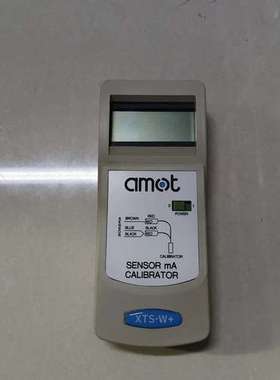 amot
POWER
BROWN
RED
BLUE
BLACK
BLACK
RED
CALIBRATOR
SENSOR mA
CALIBRATOR
XTS-W+